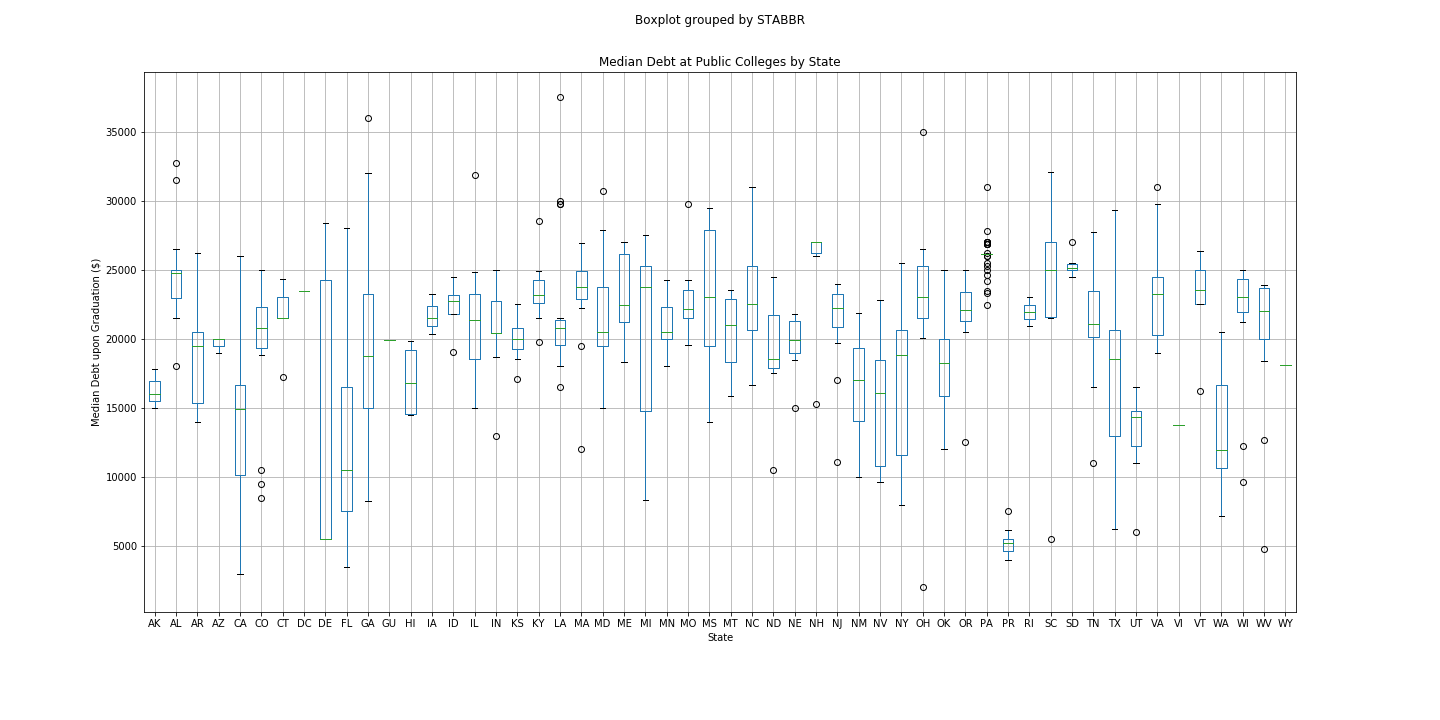 Boxplot grouped by STABBR
Median Debt at Public Colleges by State
Median Debt upon Graduation ($)
35000
30000
25000
20000
15000
10000
5000
AK AL AR AZ CA CO CT DC DE FL GA GU HI IA ID IL IN KS KY LA MA MD ME MI MN MO MS MT NC ND NE NH NJ NM NV NY OH OK OR PA PR RI SC SD TN TX UT VA VI VT WA WI WV WY
State